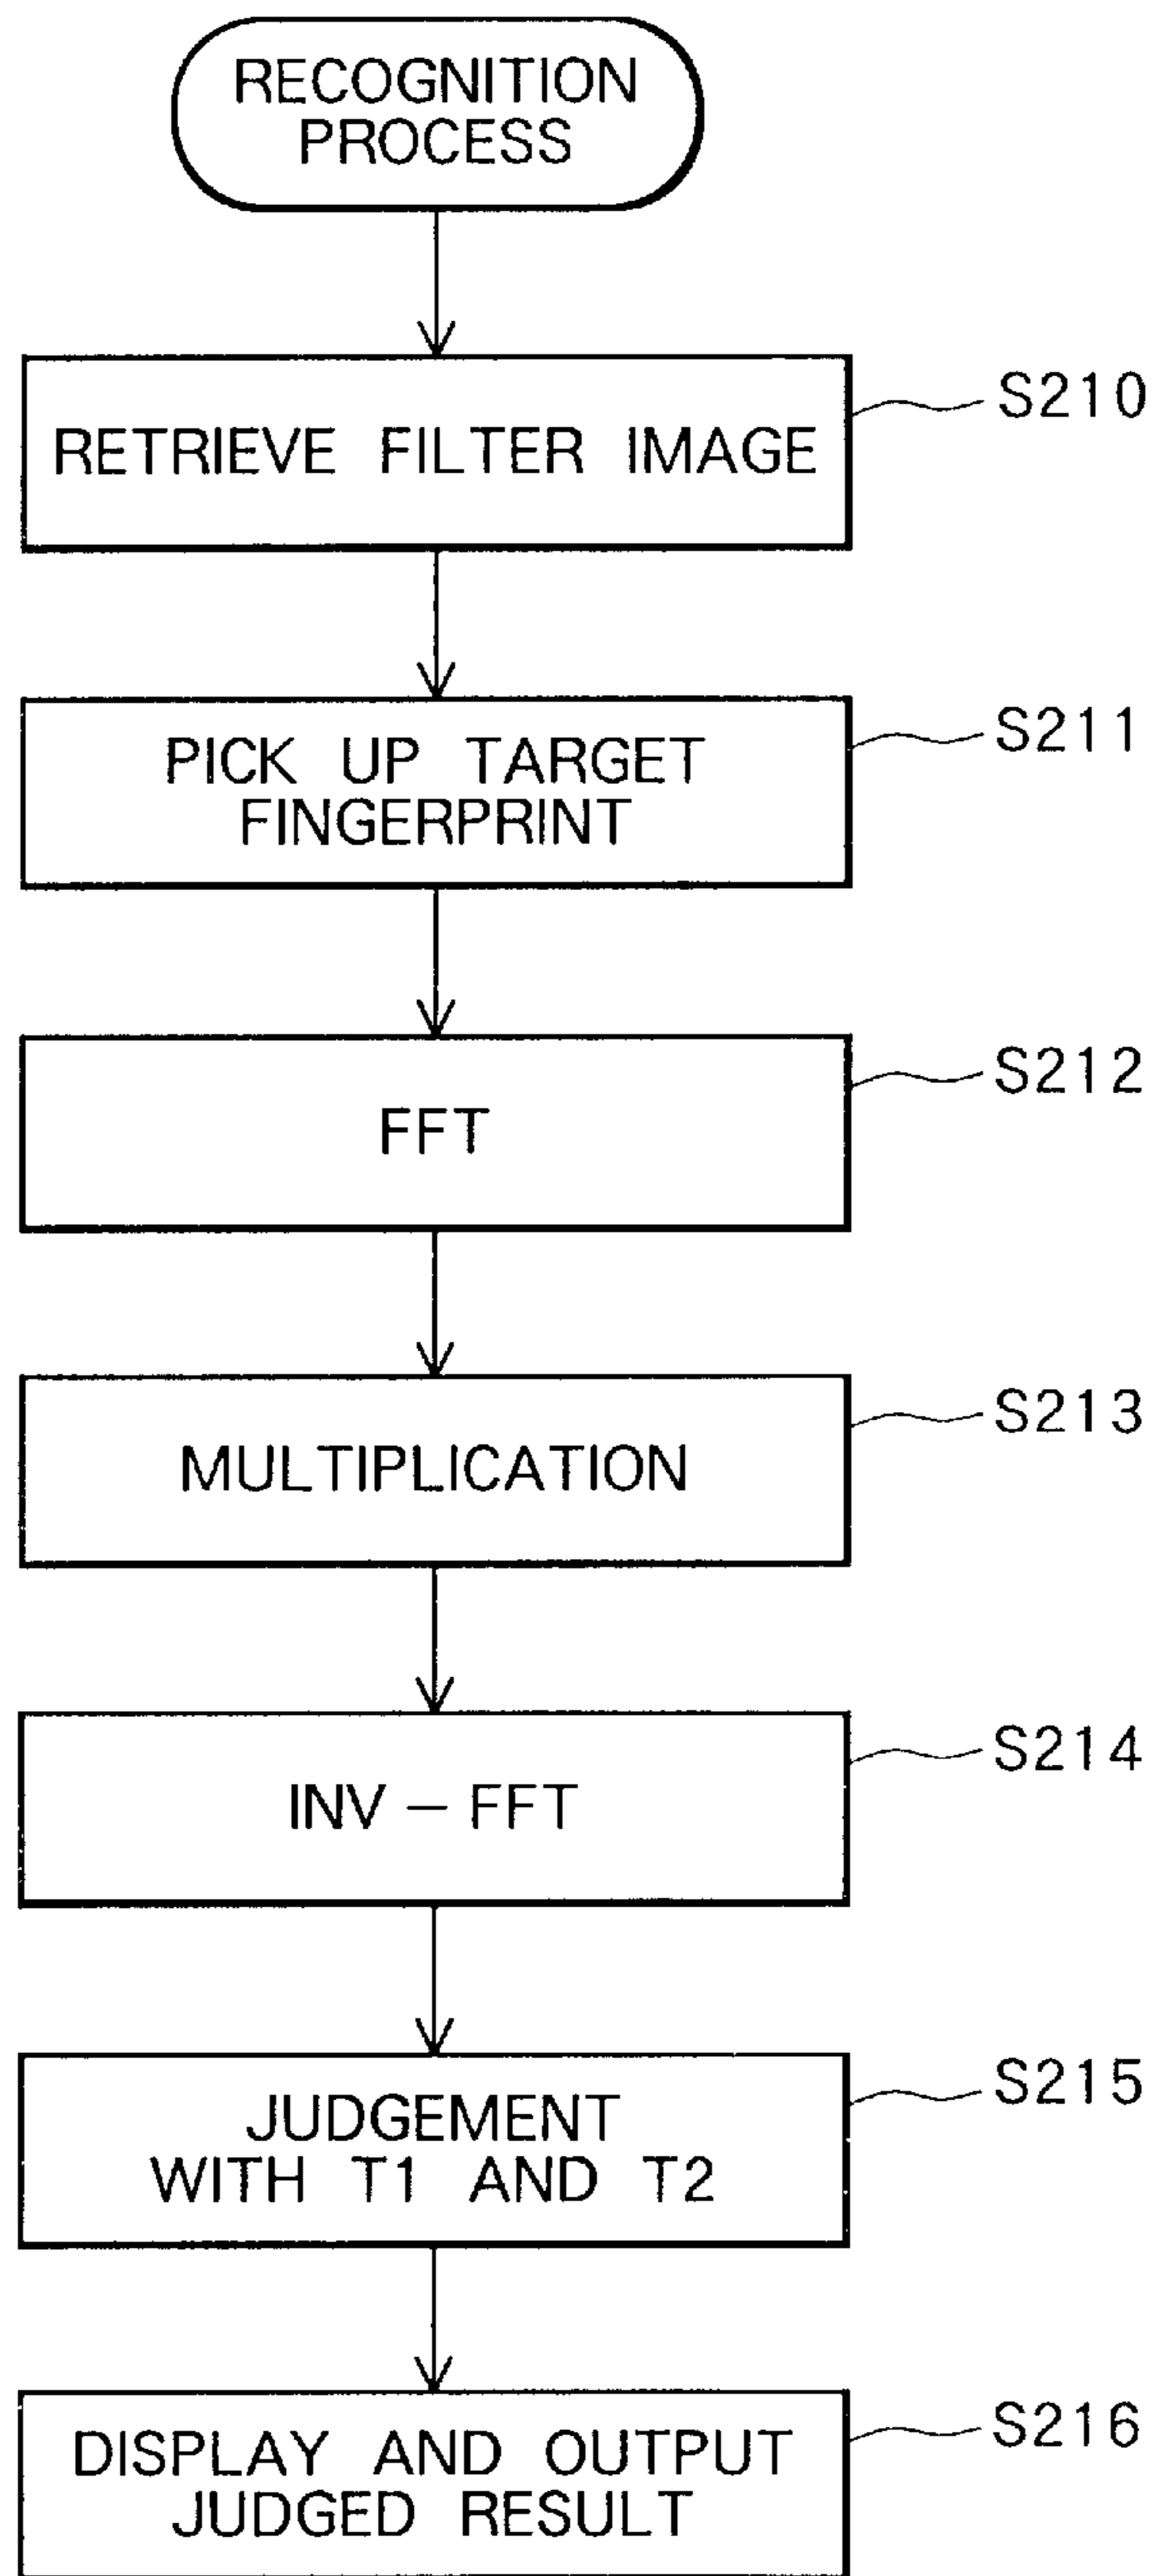 RECOGNITION
PROCESS
RETRIEVE FILTER IMAGE
S210
PICK UP TARGET
FINGERPRINT
S211
FFT
S212
MULTIPLICATION
S213
INV – FFT
S214
JUDGEMENT
WITH T1 AND T2
S215
DISPLAY AND OUTPUT
JUDGED RESULT
S216